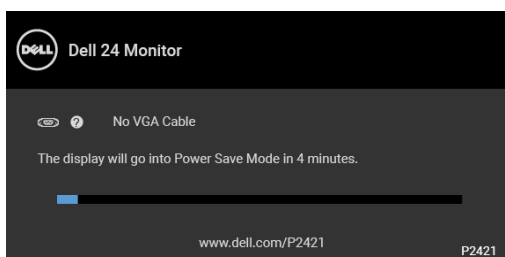 DELL Dell 24 Monitor
? No VGA Cable
The display will go into Power Save Mode in 4 minutes.
www.dell.com/P2421
P2421